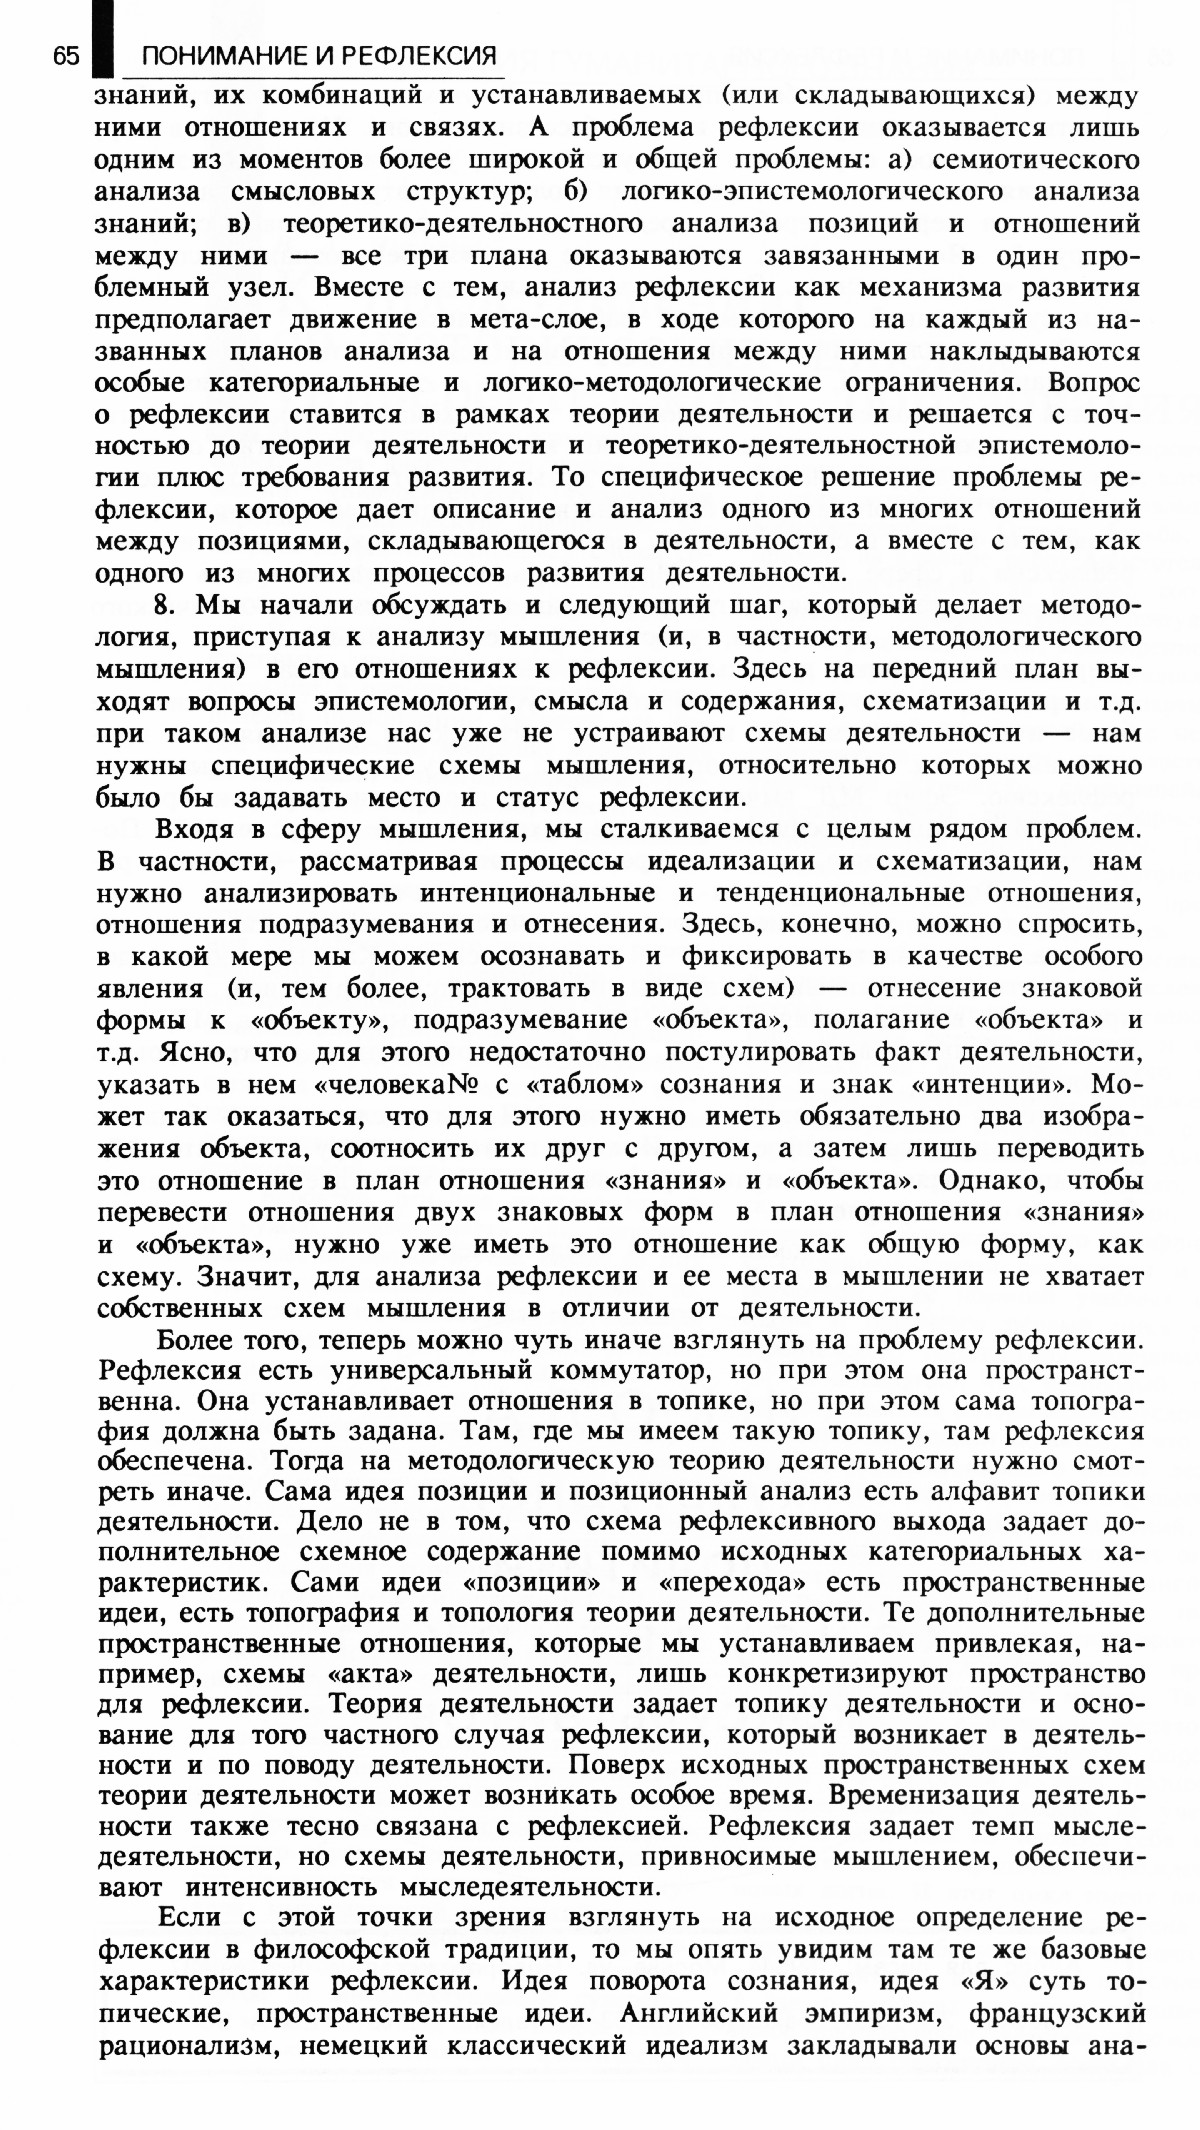 65 ПОНИМАНИЕ И РЕФЛЕКСИЯ
знаний, их комбинаций и устанавливаемых (или складывающихся) между
ними отношениях и связях. А проблема рефлексии оказывается лишь
одним из моментов более широкой и общей проблемы: а) семиотического
анализа смысловых структур; б) логико-эпистемологического анализа
знаний; в) теоретико-деятельностного анализа позиций и отношений
между ними — все три плана оказываются завязанными в один про-
блемный узел. Вместе с тем, анализ рефлексии как механизма развития
предполагает движение в мета-слое, в ходе которого на каждый из на-
званных планов анализа и на отношения между ними наклыдываются
особые категориальные и логико-методологические ограничения. Вопрос
о рефлексии ставится в рамках теории деятельности и решается с точ-
ностью до теории деятельности и теоретико-деятельностной эпистемоло-
гии плюс требования развития. То специфическое решение проблемы ре-
флексии, которое дает описание и анализ одного из многих отношений
между позициями, складывающегося в деятельности, а вместе с тем, как
одного из многих процессов развития деятельности.
8. Мы начали обсуждать и следующий шаг, который делает методо-
логия, приступая к анализу мышления (и, в частности, методологического
мышления) в его отношениях к рефлексии. Здесь на передний план вы-
ходят вопросы эпистемологии, смысла и содержания, схематизации и т.д.
при таком анализе нас уже не устраивают схемы деятельности — нам
нужны специфические схемы мышления, относительно которых можно
было бы задавать место и статус рефлексии.
Входя в сферу мышления, мы сталкиваемся с целым рядом проблем.
В частности, рассматривая процессы идеализации и схематизации, нам
нужно анализировать интенциональные и тенденциональные отношения,
отношения подразумевания и отнесения. Здесь, конечно, можно спросить,
в какой мере мы можем осознавать и фиксировать в качестве особого
явления (и, тем более, трактовать в виде схем) — отнесение знаковой
формы к «объекту», подразумевание «объекта», полагание «объекта» и
т.д. Ясно, что для этого недостаточно постулировать факт деятельности,
указать в нем «человека№ с «таблом» сознания и знак «интенции». Мо-
жет так оказаться, что для этого нужно иметь обязательно два изобра-
жения объекта, соотносить их друг с другом, а затем лишь переводить
это отношение в план отношения «знания» и «объекта». Однако, чтобы
перевести отношения двух знаковых форм в план отношения «знания»
и «объекта», нужно уже иметь это отношение как общую форму, как
схему. Значит, для анализа рефлексии и ее места в мышлении не хватает
собственных схем мышления в отличии от деятельности.
Более того, теперь можно чуть иначе взглянуть на проблему рефлексии.
Рефлексия есть универсальный коммутатор, но при этом она пространст-
венна. Она устанавливает отношения в топике, но при этом сама топогра-
фия должна быть задана. Там, где мы имеем такую топику, там рефлексия
обеспечена. Тогда на методологическую теорию деятельности нужно смот-
реть иначе. Сама идея позиции и позиционный анализ есть алфавит топики
деятельности. Дело не в том, что схема рефлексивного выхода задает до-
полнительное схемное содержание помимо исходных категориальных ха-
рактеристик. Сами идеи «позиции» и «перехода» есть пространственные
идеи, есть топография и топология теории деятельности. Те дополнительные
пространственные отношения, которые мы устанавливаем привлекая, на-
пример, схемы «акта» деятельности, лишь конкретизируют пространство
для рефлексии. Теория деятельности задает топику деятельности и осно-
вание для того частного случая рефлексии, который возникает в деятель-
ности и по поводу деятельности. Поверх исходных пространственных схем
теории деятельности может возникать особое время. Временизация деятель-
ности также тесно связана с рефлексией. Рефлексия задает темп мысле-
деятельности, но схемы деятельности, привносимые мышлением, обеспечи-
вают интенсивность мыследеятельности.
Если с этой точки зрения взглянуть на исходное определение ре-
флексии в философской традиции, то мы опять увидим там те же базовые
характеристики рефлексии. Идея поворота сознания, идея «Я» суть то-
пические, пространственные идеи. Английский эмпиризм, французский
рационализм, немецкий классический идеализм закладывали основы ана-